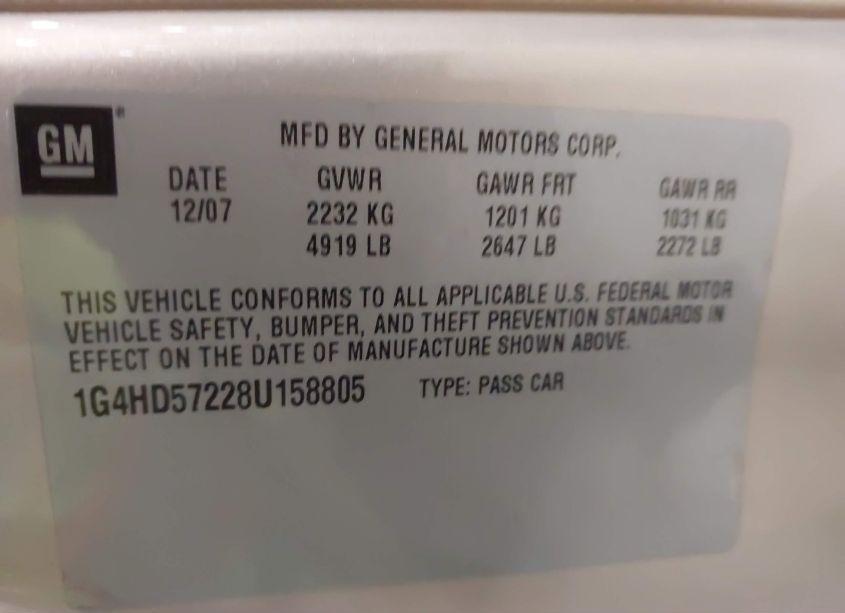 GM®
MFD BY GENERAL MOTORS CORP.
DATE GVWR GAWR FRT GAWR RR
12/07 2232 KG 1201 KG 1031 KG
4919 LB 2647 LB 2272 LB
THIS VEHICLE CONFORMS TO ALL APPLICABLE U.S. FEDERAL MOTOR
VEHICLE SAFETY, BUMPER, AND THEFT PREVENTION STANDARDS IN
EFFECT ON THE DATE OF MANUFACTURE SHOWN ABOVE.
1G4HD57228U158805 TYPE: PASS CAR